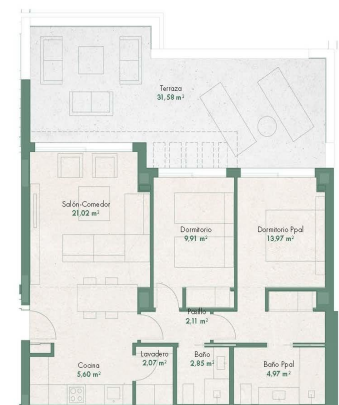 Terraza
31,58 m²
Salón-Comedor
21,02 m²
Dormitorio
9,91 m²
Dormitorio Ppal
13,97 m²
Pasillo
2,11 m²
Cocina
5,60 m²
Lavadero
2,07 m²
Baño
2,85 m²
Baño Ppal
4,97 m²